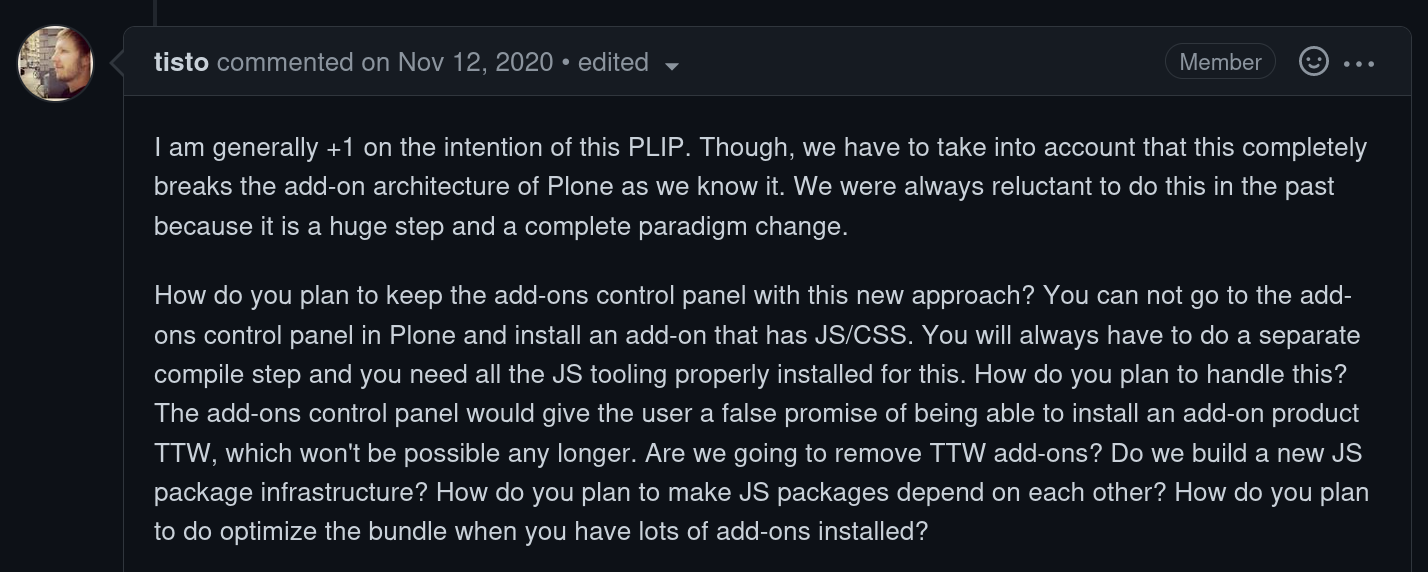 tisto commented on Nov 12, 2020 • edited
Member
I am generally +1 on the intention of this PLIP. Though, we have to take into account that this completely
breaks the add-on architecture of Plone as we know it. We were always reluctant to do this in the past
because it is a huge step and a complete paradigm change.
How do you plan to keep the add-ons control panel with this new approach? You can not go to the add-
ons control panel in Plone and install an add-on that has JS/CSS. You will always have to do a separate
compile step and you need all the JS tooling properly installed for this. How do you plan to handle this?
The add-ons control panel would give the user a false promise of being able to install an add-on product
TTW, which won't be possible any longer. Are we going to remove TTW add-ons? Do we build a new JS
package infrastructure? How do you plan to make JS packages depend on each other? How do you plan
to do optimize the bundle when you have lots of add-ons installed?